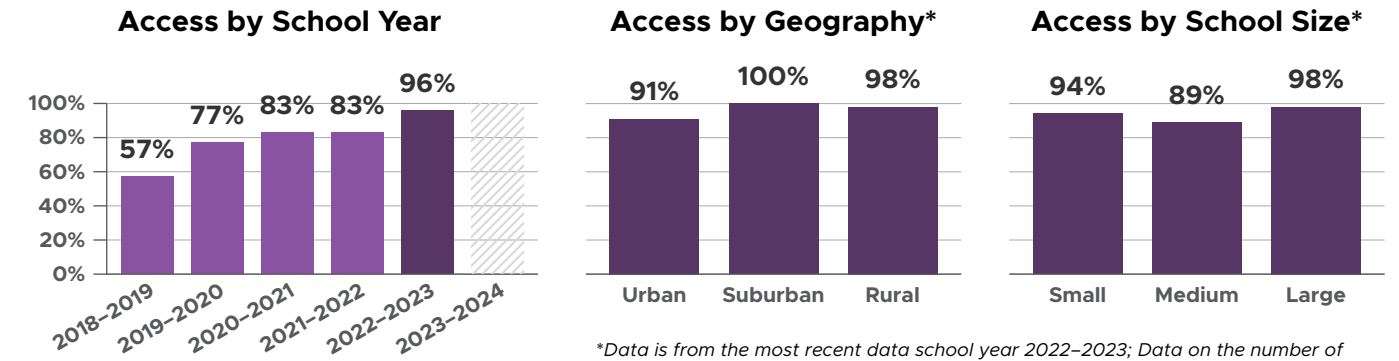 Access by School Year
57%
77%
83%
83%
96%
100%
80%
60%
40%
20%
0%
2018–2019
2019–2020
2020–2021
2021–2022
2022–2023
2023–2024
Access by Geography*
91%
100%
98%
Urban
Suburban
Rural
Access by School Size*
94%
89%
98%
Small
Medium
Large
*Data is from the most recent data school year 2022–2023; Data on the number of